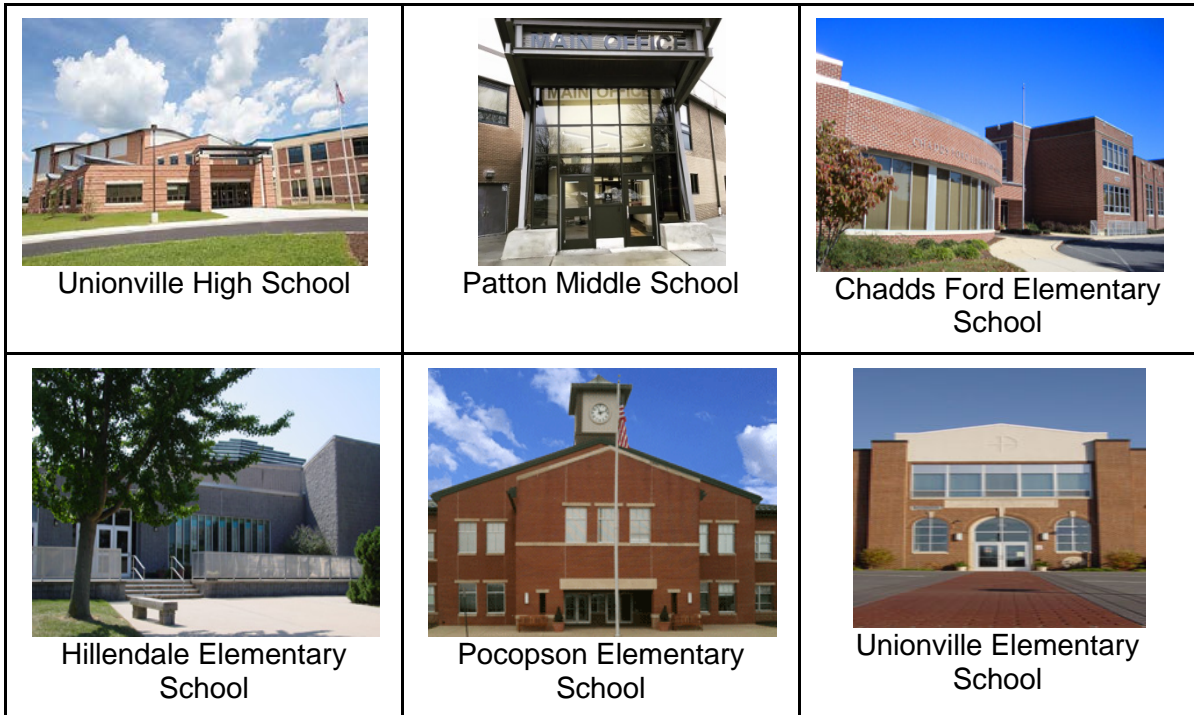 MAIN OFFICE
MAIN OFFICE
Unionville High School
Patton Middle School
Chadds Ford Elementary
School
Hillendale Elementary
School
Pocopson Elementary
School
Unionville Elementary
School